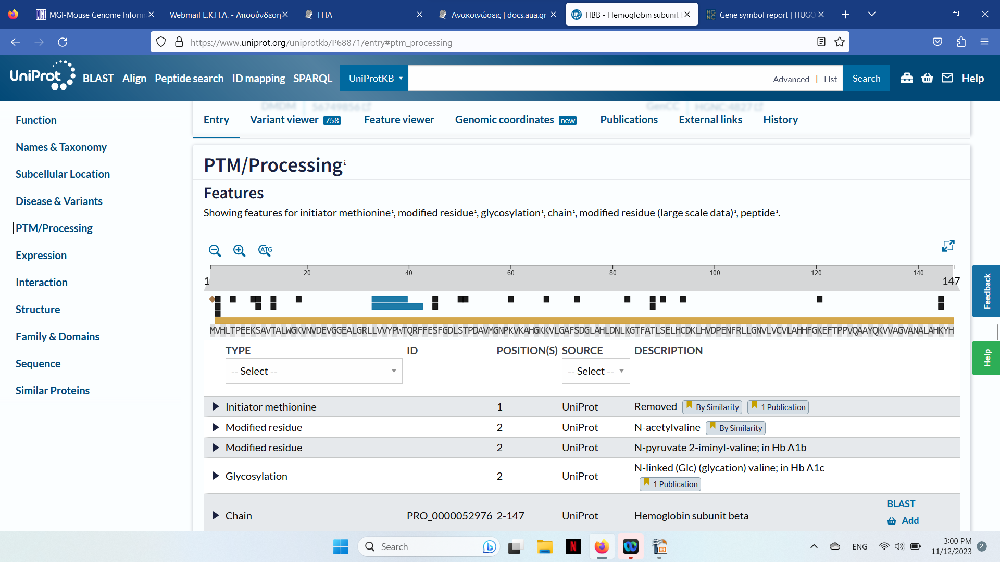 MGI-Mouse Genome Inform
Webmail Ε.Κ.Π.Α. - Αποσύνδεση
ΓΠΑ
Ανακοινώσεις | docs.aua.gr
HBB - Hemoglobin subunit
Gene symbol report | HUGO
https://www.uniprot.org/uniprotkb/P68871/entry#ptm_processing
UniProt
BLAST Align Peptide search ID mapping SPARQL
UniProtKB
Advanced | List
Search
Help
DMDM 56749856
GenCC HGNC:4827
Function
Names & Taxonomy
Subcellular Location
Disease & Variants
PTM/Processing
Expression
Interaction
Structure
Family & Domains
Sequence
Similar Proteins
Entry Variant viewer 758 Feature viewer Genomic coordinates new Publications External links History
PTM/Processing i
Features
Showing features for initiator methionine i, modified residue i, glycosylation i, chain i, modified residue (large scale data) i, peptide i.
ATG
20 40 60 80 100 120 140
1 147
MVHLTPEEKSAVTALWGKVNVDEVGGEALGRLLVVYPWTQRFFESFGDLSTPDAVMGNPKVKAHGKKVLGAFSDGLAHLDNLKGTFATLSELHCDKLHVDPENFRLLGNVLVCVLAHHFGKEFTPPVQAAYQKVVAGVANALAHKYH
TYPE ID POSITION(S) SOURCE DESCRIPTION
-- Select -- -- Select --
Initiator methionine 1 UniProt Removed By Similarity 1 Publication
Modified residue 2 UniProt N-acetylvaline By Similarity
Modified residue 2 UniProt N-pyruvate 2-iminyl-valine; in Hb A1b
Glycosylation 2 UniProt N-linked (Glc) (glycation) valine; in Hb A1c
1 Publication
Chain PRO_0000052976 2-147 UniProt Hemoglobin subunit beta BLAST
Add
Feedback
Help
Search
ENG
3:00 PM
11/12/2023
2